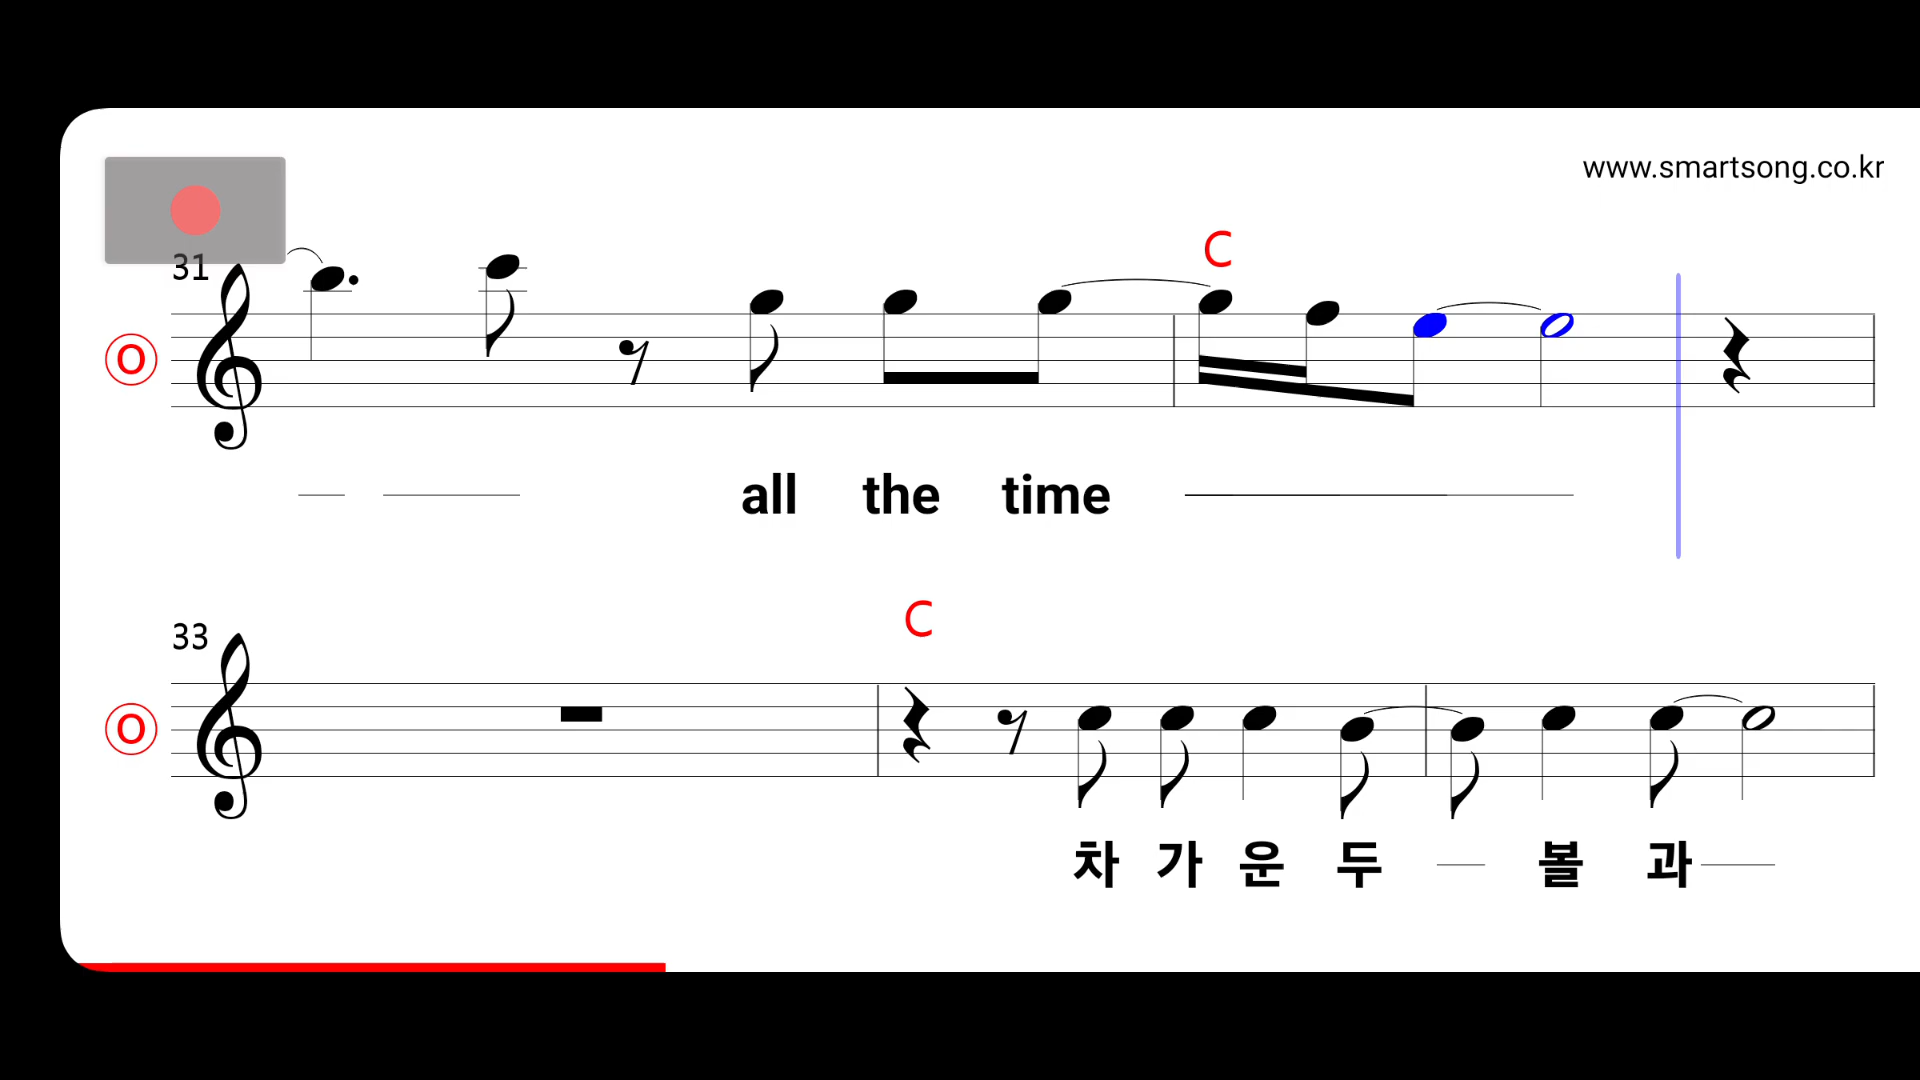 www.smartsong.co.kr
31
C
O
all the time
33
C
O
차 가 운 두 볼 과